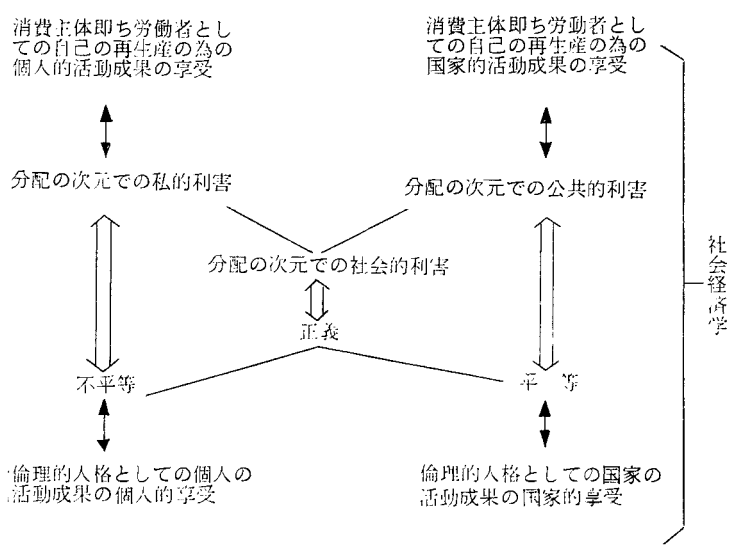 消費主体即ち労働者とし
ての自己の再生産の為の
個人的活動成果の享受
消費主体即ち労動者とし
ての自己の再生産の為の
国家的活動成果の享受
分配の次元での私的利害
分配の次元での公共的利害
分配の次元での社会的利害
正義
不平等
平 等
倫理的人格としての個人の
活動成果の個人的享受
倫理的人格としての国家の
活動成果の国家的享受
社会経済学